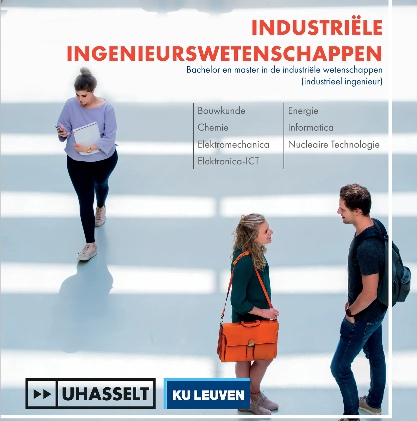 INDUSTRIËLE
INGENIEURSWETENSCHAPPEN
Bachelor en master in de industriële wetenschappen
(industrieel ingenieur)
Bouwkunde
Chemie
Elektromechanica
Elektronica-ICT
Energie
Informatica
Nucleaire Technologie
UHASSELT
KU LEUVEN